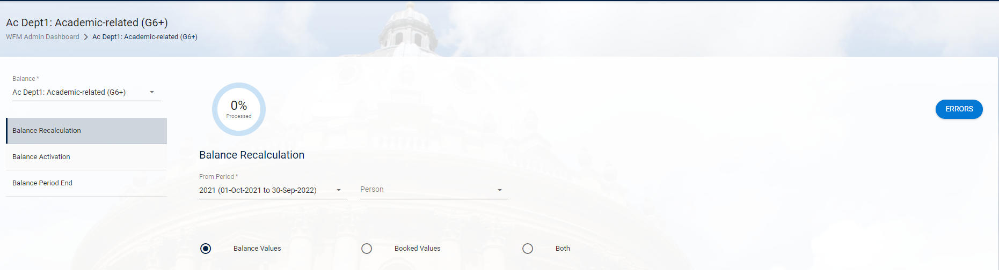 Ac Dept1: Academic-related (G6+)
WFM Admin Dashboard > Ac Dept1: Academic-related (G6+)
Balance *
Ac Dept1: Academic-related (G6+)
Balance Recalculation
Balance Activation
Balance Period End
0%
Processed
ERRORS
Balance Recalculation
From Period *
2021 (01-Oct-2021 to 30-Sep-2022)
Person
Balance Values
Booked Values
Both